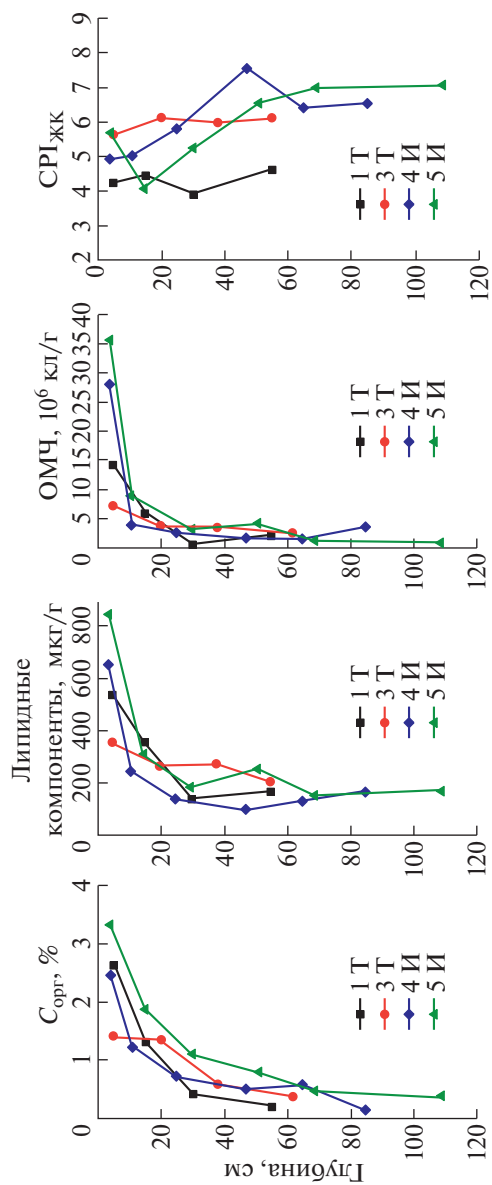 C орг, %
0 1 2 3 4
20
40
60
80
100
120
Глубина, см
1 Т
3 Т
4 И
5 И
Липидные
компоненты, мкг/г
0 200 400 600 800
20
40
60
80
100
120
1 Т
3 Т
4 И
5 И
ОМЧ, 10⁶ кл/г
0 5 10 15 20 25 30 35 40
20
40
60
80
100
120
1 Т
3 Т
4 И
5 И
CPI ЖК
2 3 4 5 6 7 8 9
0
20
40
60
80
100
120
1 Т
3 Т
4 И
5 И